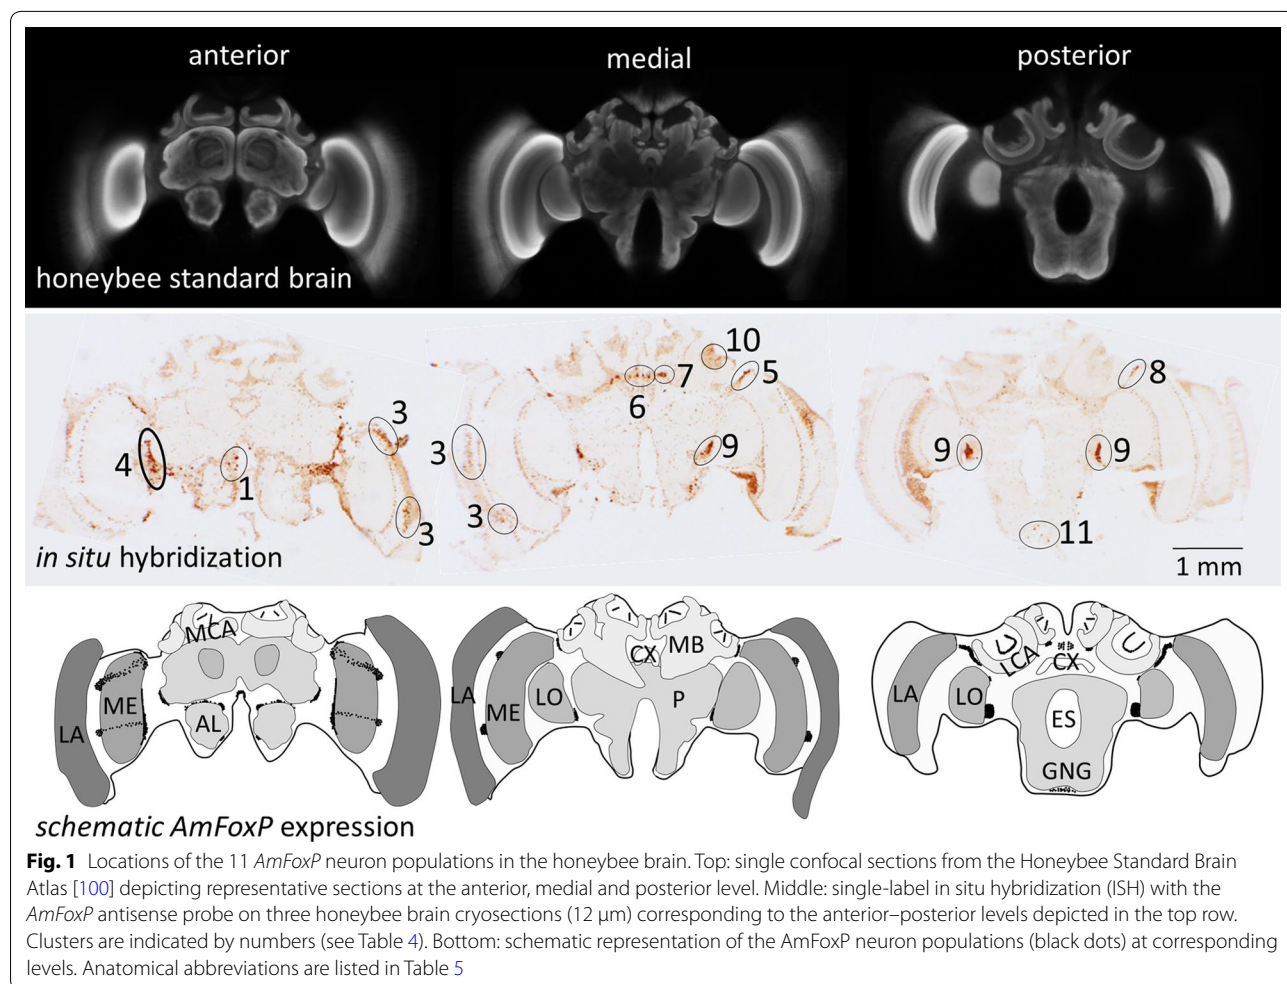 anterior
medial
posterior
honeybee standard brain
10
7
5
8
3
6
3
4
9
9
9
1
3
3
11
in situ hybridization
1 mm
MCA
MB
CX
LCA
CX
LA
ME
AL
LA
ME
LO
P
LA
LO
ES
GNG
schematic AmFoxP expression
Fig. 1 Locations of the 11 AmFoxP neuron populations in the honeybee brain. Top: single confocal sections from the Honeybee Standard Brain
Atlas [100] depicting representative sections at the anterior, medial and posterior level. Middle: single-label in situ hybridization (ISH) with the
AmFoxP antisense probe on three honeybee brain cryosections (12 µm) corresponding to the anterior–posterior levels depicted in the top row.
Clusters are indicated by numbers (see Table 4). Bottom: schematic representation of the AmFoxP neuron populations (black dots) at corresponding
levels. Anatomical abbreviations are listed in Table 5